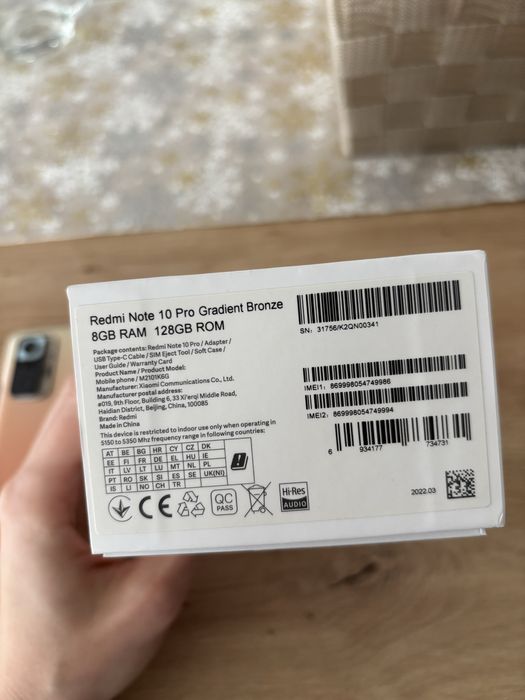 Redmi Note 10 Pro Gradient Bronze
8GB RAM 128GB ROM
Package contents: Redmi Note 10 Pro / Adapter /
USB Type-C Cable / SIM Eject Tool / Soft Case /
User Guide / Warranty Card
Product Name / Product Model:
Mobile phone / M2101K6G
Manufacturer: Xiaomi Communications Co., Ltd.
Manufacturer postal address:
#019, 9th Floor, Building 6, 33 Xi'erqi Middle Road,
Haidian District, Beijing, China, 100085
Brand: Redmi
Made in China
This device is restricted to indoor use only when operating in
5150 to 5350 Mhz frequency range in following countries:
AT BE BG HR CY CZ DK
EE FI FR DE EL HU IE
IT LV LT LU MT NL PL
PT RO SK SI ES SE UK(NI)
IS LI NO CH TR
CE
QC
PASS
Hi-Res
AUDIO
SN: 31756/K2QN00341
IMEI1: 869998054749986
IMEI2: 869998054749994
6 934177 734731
2022.03